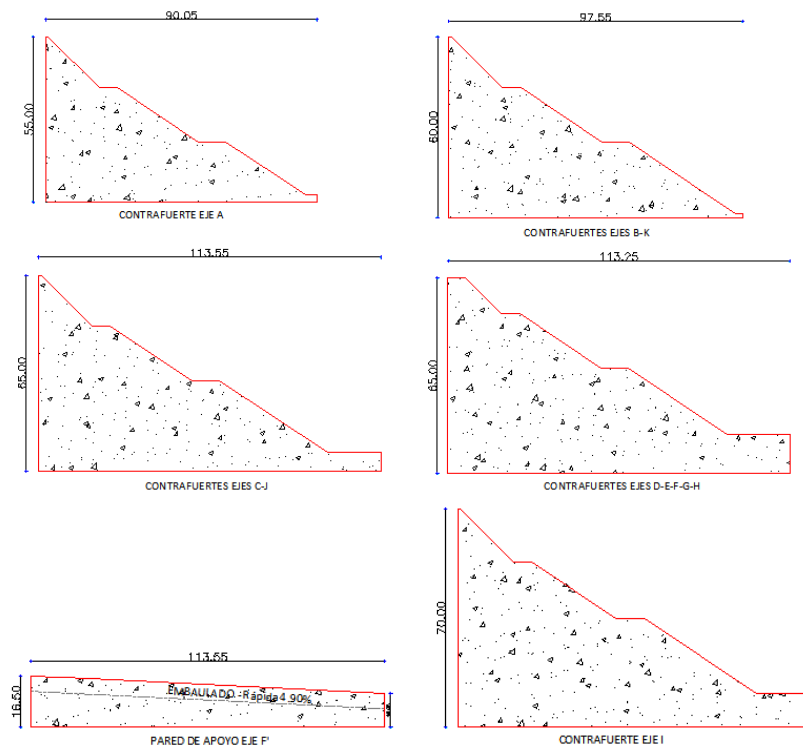 90.05
55.00
CONTRAFUERTE EJE A
97.55
60.00
CONTRAFUERTES EJES B-K
113.55
65.00
CONTRAFUERTES EJES C-J
113.25
65.00
CONTRAFUERTES EJES D-E-F-G-H
113.55
16.50
EMBAULADO -Rápida4.90%
PARED DE APOYO EJE F'
70.00
CONTRAFUERTE EJE I